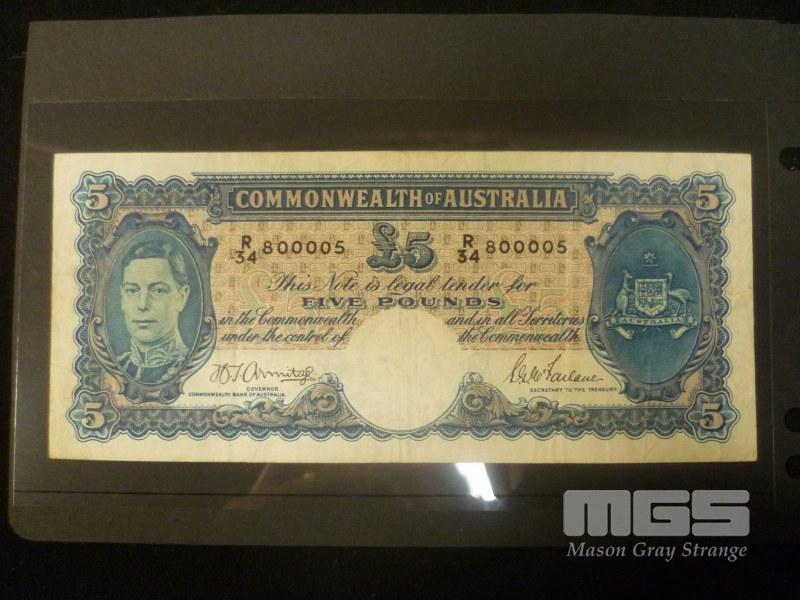 5 5
COMMONWEALTH OF AUSTRALIA
R/34 800005 £5 R/34 800005
This Note is legal tender for
FIVE POUNDS
in the Commonwealth and in all Territories
under the control of the Commonwealth.
AUSTRALIA
H.T. Armitage S.G. McFarlane
GOVERNOR SECRETARY TO THE TREASURY
COMMONWEALTH BANK OF AUSTRALIA
5 5
MGS
Mason Gray Strange